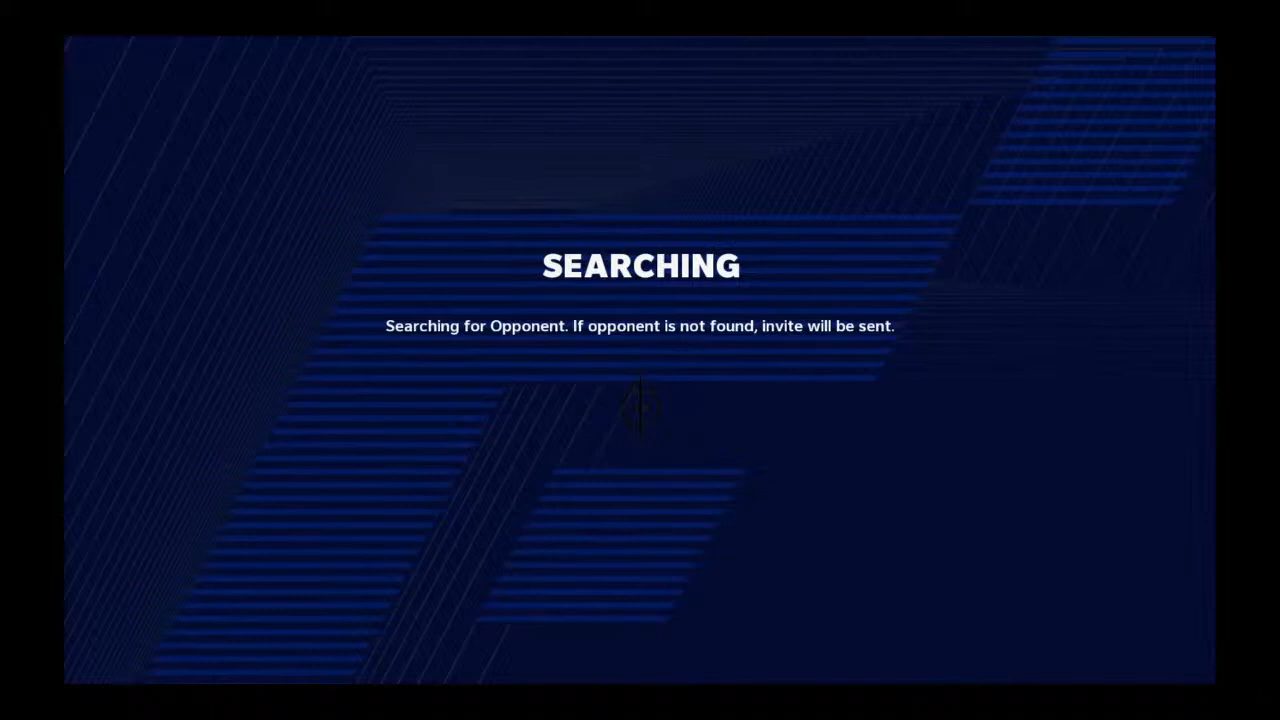 SEARCHING
Searching for Opponent. If opponent is not found, invite will be sent.